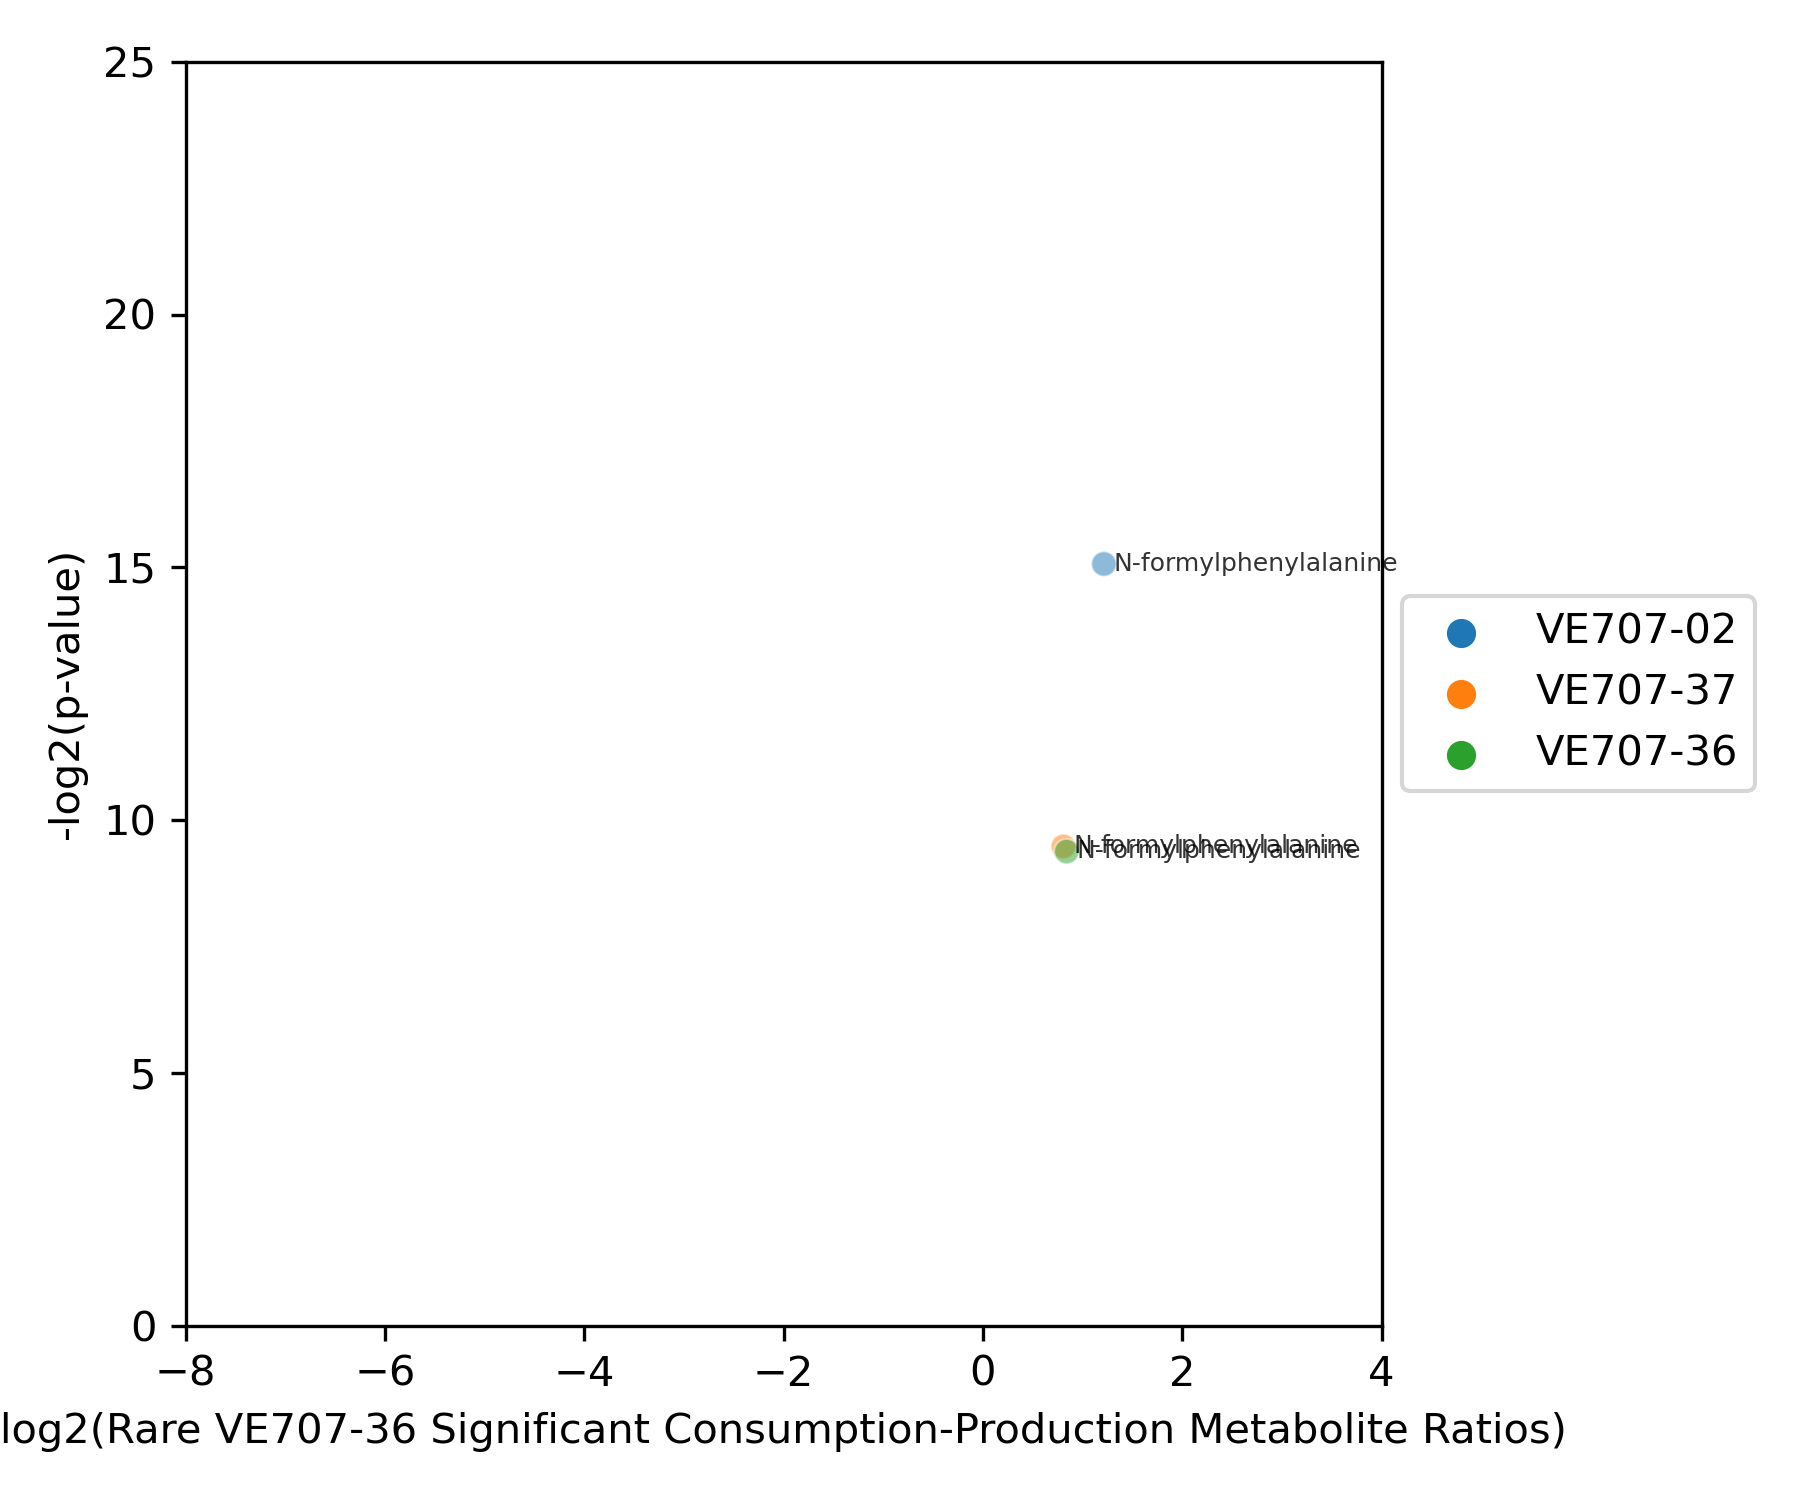 25
20
15
10
5
0
-log2(p-value)
N-formylphenylalanine
N-formylphenylalanine
N-formylphenylalanine
−8 −6 −4 −2 0 2 4
log2(Rare VE707-36 Significant Consumption-Production Metabolite Ratios)
VE707-02
VE707-37
VE707-36